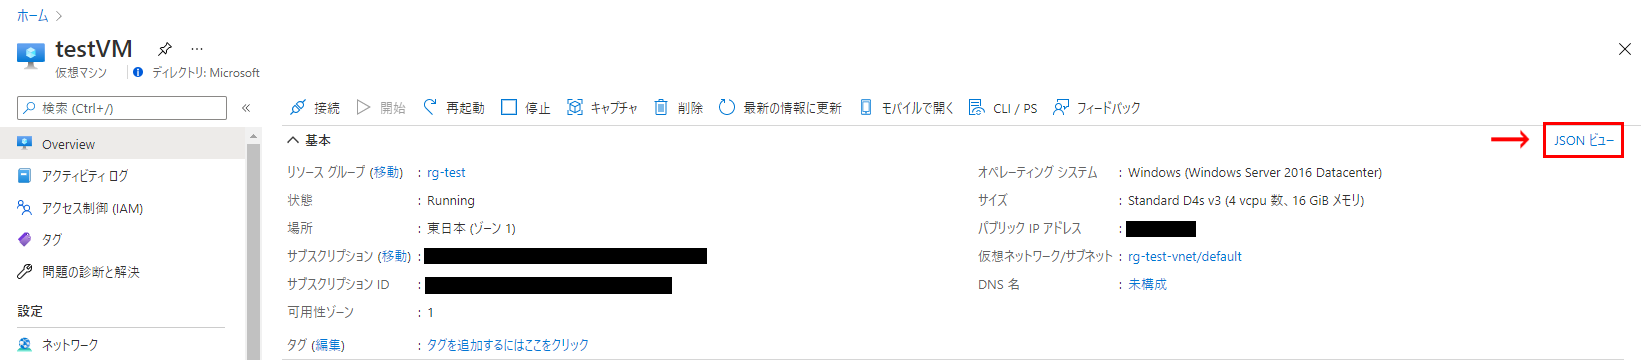 ホーム >
testVM
仮想マシン ディレクトリ: Microsoft
検索 (Ctrl+/)
接続 開始 再起動 停止 キャプチャ 削除 最新の情報に更新 モバイルで開く CLI / PS フィードバック
Overview
アクティビティ ログ
アクセス制御 (IAM)
タグ
問題の診断と解決
設定
ネットワーク
基本
JSON ビュー
リソース グループ (移動) : rg-test
状態 : Running
場所 : 東日本 (ゾーン 1)
サブスクリプション (移動) :
サブスクリプション ID :
可用性ゾーン : 1
タグ (編集) : タグを追加するにはここをクリック
オペレーティング システム : Windows (Windows Server 2016 Datacenter)
サイズ : Standard D4s v3 (4 vcpu 数、16 GiB メモリ)
パブリック IP アドレス :
仮想ネットワーク/サブネット : rg-test-vnet/default
DNS 名 : 未構成